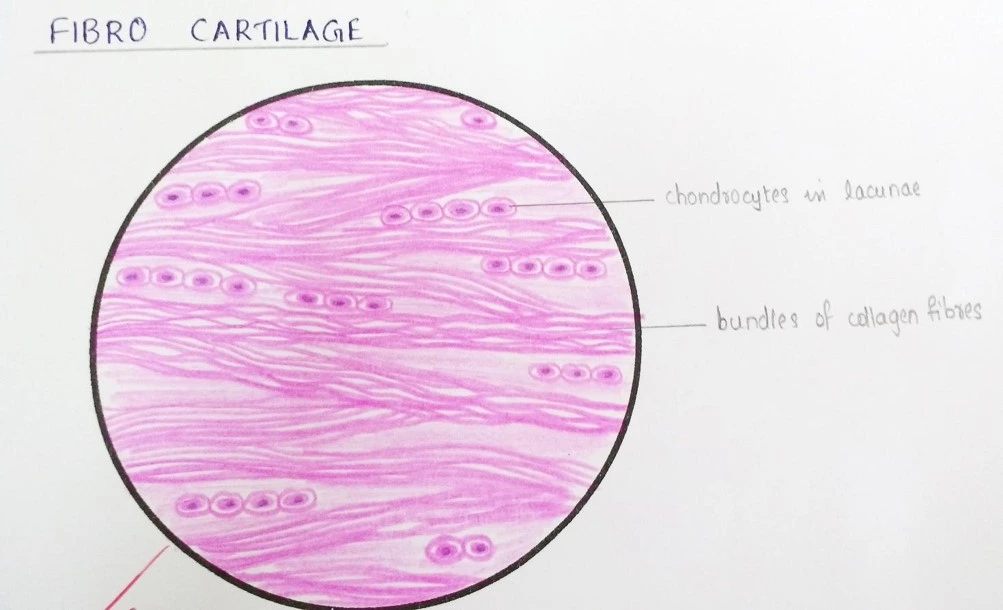 FIBRO CARTILAGE
chondrocytes in lacunae
bundles of collagen fibres